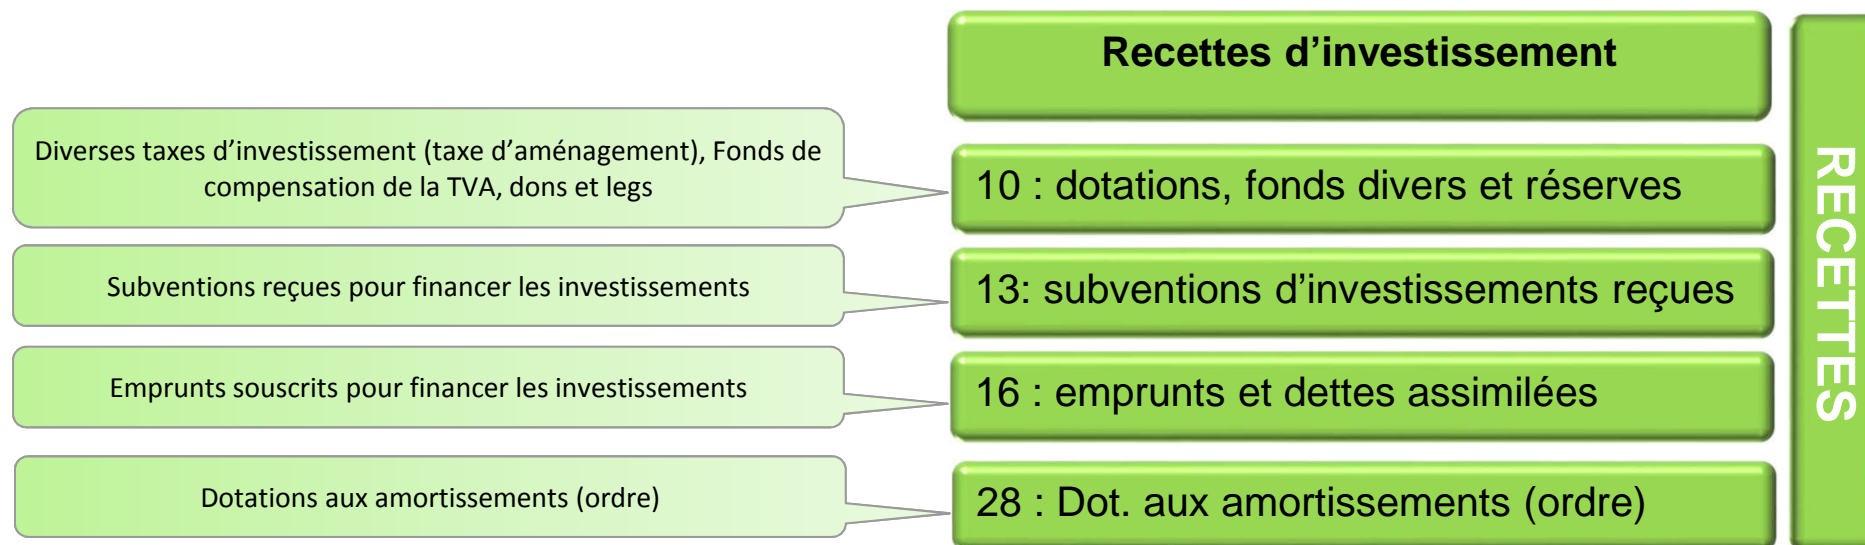 Recettes d'investissement
Diverses taxes d'investissement (taxe d'aménagement), Fonds de
compensation de la TVA, dons et legs
10 : dotations, fonds divers et réserves
Subventions reçues pour financer les investissements
13: subventions d'investissements reçues
Emprunts souscrits pour financer les investissements
16 : emprunts et dettes assimilées
Dotations aux amortissements (ordre)
28 : Dot. aux amortissements (ordre)
RECETTES